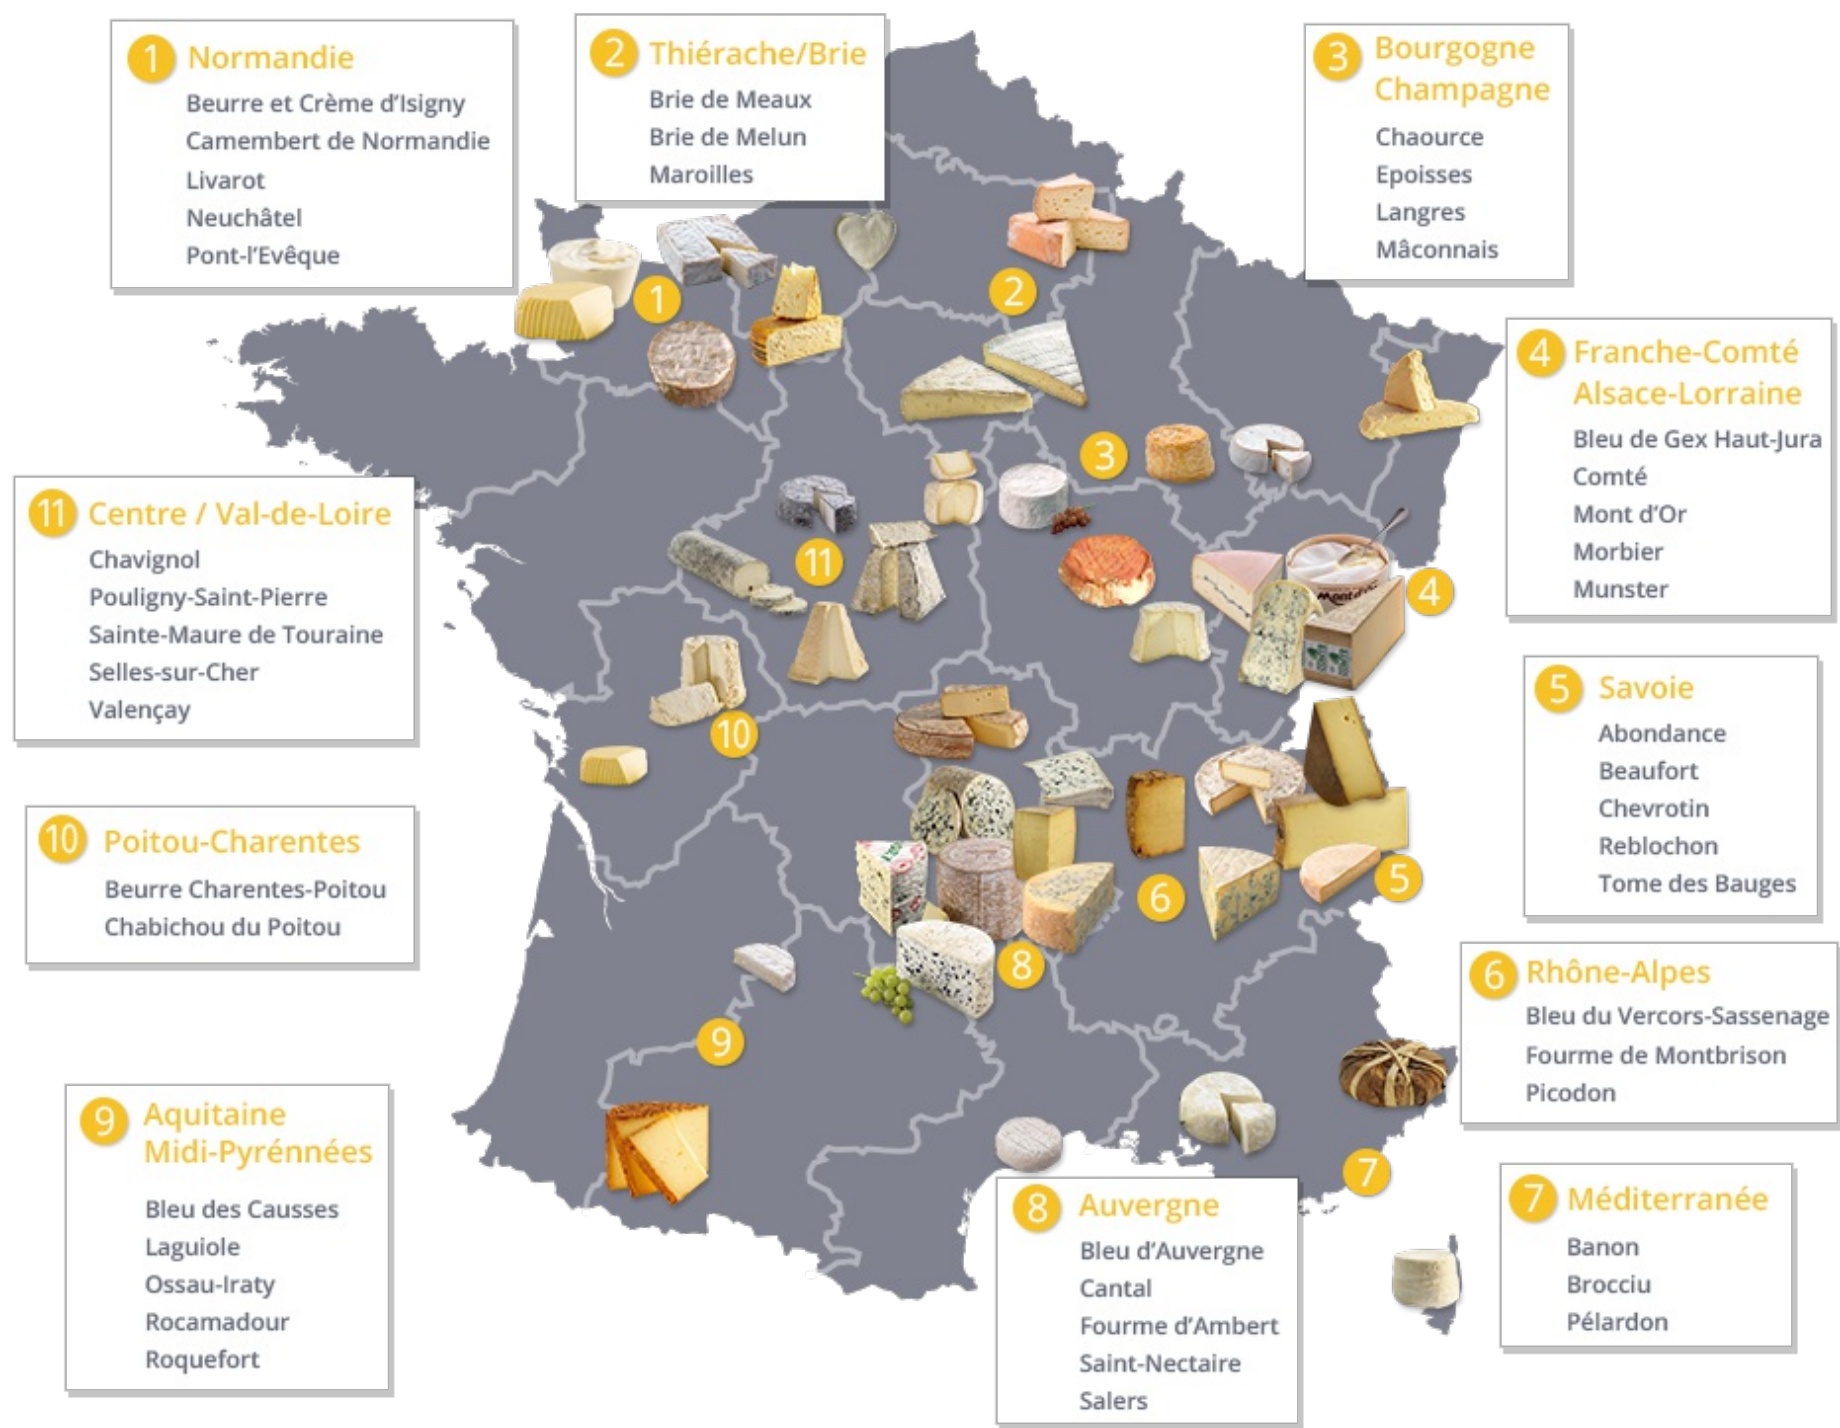 1 Normandie
Beurre et Crème d'Isigny
Camembert de Normandie
Livarot
Neuchâtel
Pont-l'Evêque
2 Thiérache/Brie
Brie de Meaux
Brie de Melun
Maroilles
3 Bourgogne
Champagne
Chaource
Epoisses
Langres
Mâconnais
4 Franche-Comté
Alsace-Lorraine
Bleu de Gex Haut-Jura
Comté
Mont d'Or
Morbier
Munster
5 Savoie
Abondance
Beaufort
Chevrotin
Reblochon
Tome des Bauges
6 Rhône-Alpes
Bleu du Vercors-Sassenage
Fourme de Montbrison
Picodon
7 Méditerranée
Banon
Brocciu
Pélardon
8 Auvergne
Bleu d'Auvergne
Cantal
Fourme d'Ambert
Saint-Nectaire
Salers
9 Aquitaine
Midi-Pyrénnées
Bleu des Causses
Laguiole
Ossau-Iraty
Rocamadour
Roquefort
10 Poitou-Charentes
Beurre Charentes-Poitou
Chabichou du Poitou
11 Centre / Val-de-Loire
Chavignol
Pouligny-Saint-Pierre
Sainte-Maure de Touraine
Selles-sur-Cher
Valençay
1
2
3
11
4
10
6
5
8
9
7